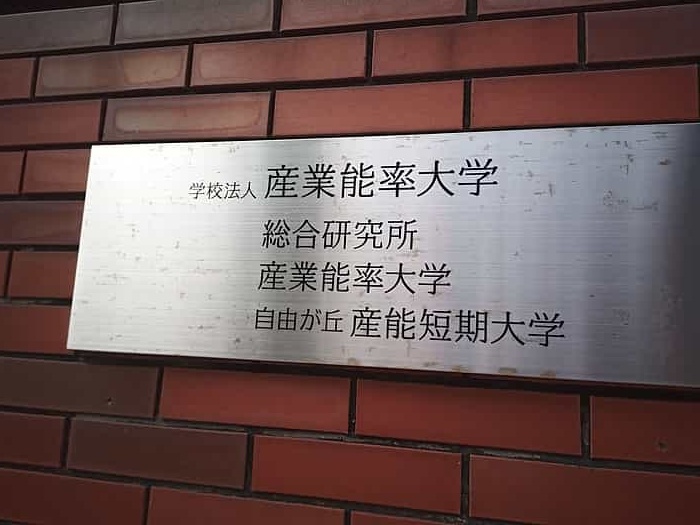 学校法人 産業能率大学
総合研究所
産業能率大学
自由が丘 産能短期大学